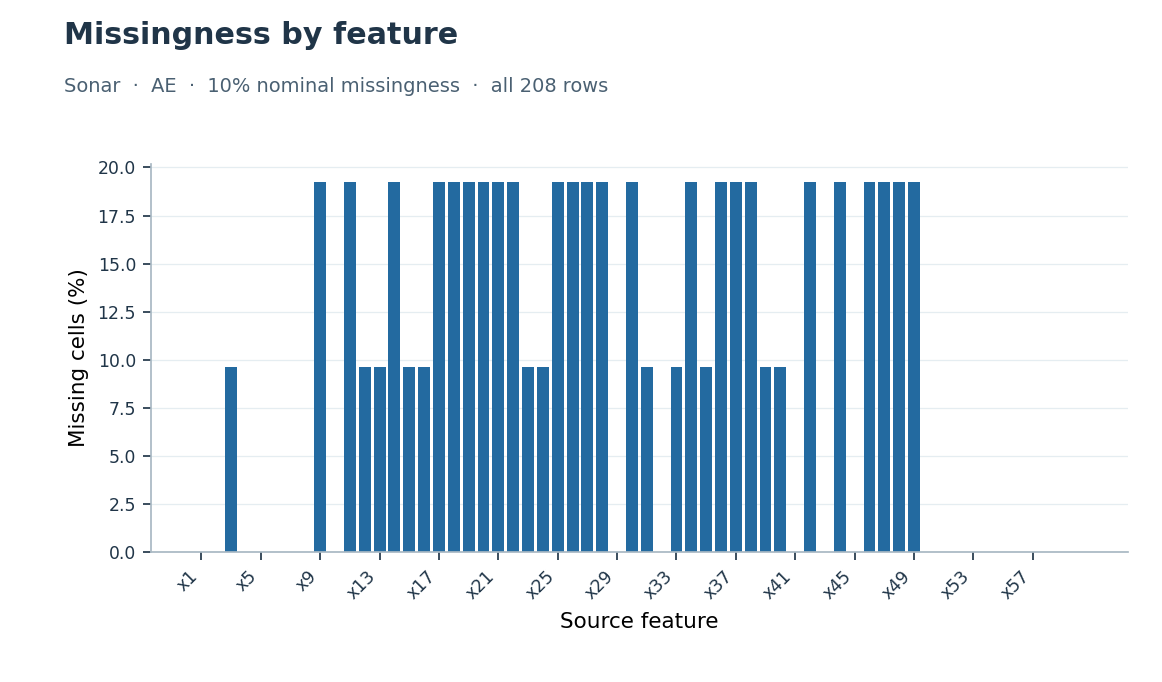 Missingness by feature
Sonar · AE · 10% nominal missingness · all 208 rows
20.0
17.5
15.0
12.5
10.0
7.5
5.0
2.5
0.0
Missing cells (%)
x1 x5 x9 x13 x17 x21 x25 x29 x33 x37 x41 x45 x49 x53 x57
Source feature